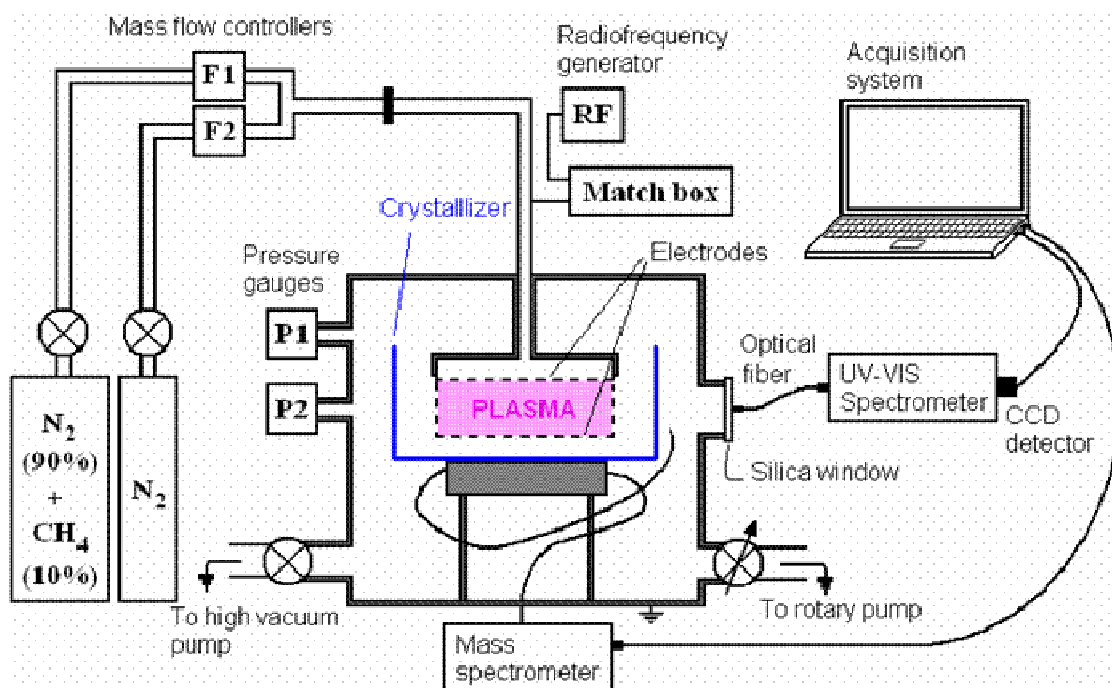 Mass flow controllers
F1
F2
Radiofrequency
generator
RF
Match box
Acquisition
system
Crystalllizer
Electrodes
Pressure
gauges
P1
P2
PLASMA
Optical
fiber
UV-VIS
Spectrometer
CCD
detector
Silica window
N2
(90%)
+
CH4
(10%)
N2
To high vacuum
pump
To rotary pump
Mass
spectrometer